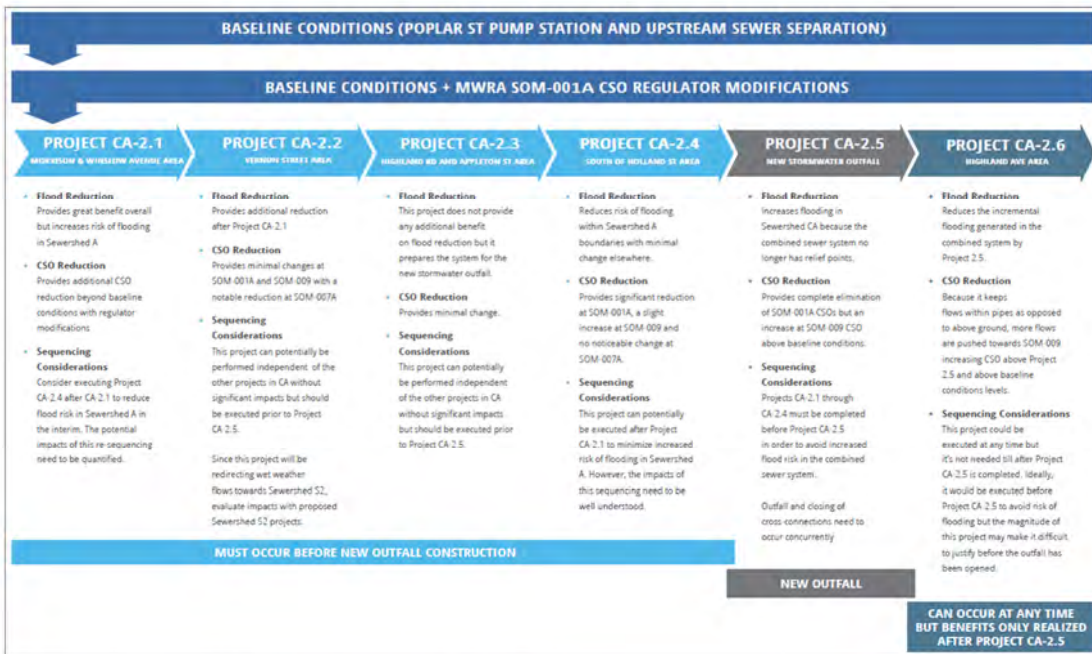 BASELINE CONDITIONS (POPLAR ST PUMP STATION AND UPSTREAM SEWER SEPARATION)
BASELINE CONDITIONS + MWRA SOM-001A CSO REGULATOR MODIFICATIONS
PROJECT CA-2.1
MORRISON & WINSLOW AVENUE AREA
• Flood Reduction
Provides great benefit overall
but increases risk of flooding
in Sewershed A
• CSO Reduction
Provides additional CSO
reduction beyond baseline
conditions with regulator
modifications
• Sequencing
Considerations
Consider executing Project
CA-2.4 after CA-2.1 to reduce
flood risk in Sewershed A in
the interim. The potential
impacts of this re-sequencing
need to be quantified.
PROJECT CA-2.2
VERNON STREET AREA
• Flood Reduction
Provides additional reduction
after Project CA-2.1
• CSO Reduction
Provides minimal changes at
SOM-001A and SOM-009 with a
notable reduction at SOM-007A
• Sequencing
Considerations
This project can potentially be
performed independent of the
other projects in CA without
significant impacts but should
be executed prior to Project
CA-2.5.
Since this project will be
redirecting wet weather
flows towards Sewershed S2,
evaluate impacts with proposed
Sewershed S2 projects.
PROJECT CA-2.3
HIGHLAND RD AND APPLETON ST AREA
• Flood Reduction
This project does not provide
any additional benefit
on flood reduction but it
prepares the system for the
new stormwater outfall.
• CSO Reduction
Provides minimal change.
• Sequencing
Considerations
This project can potentially
be performed independent
of the other projects in CA
without significant impacts
but should be executed prior
to Project CA-2.5.
PROJECT CA-2.4
SOUTH OF HOLLAND ST AREA
• Flood Reduction
Reduces risk of flooding
within Sewershed A
boundaries with minimal
change elsewhere.
• CSO Reduction
Provides significant reduction
at SOM-001A, a slight
increase at SOM-009 and
no noticeable change at
SOM-007A.
• Sequencing
Considerations
This project can potentially
be executed after Project
CA-2.1 to minimize increased
risk of flooding in Sewershed
A. However, the impacts of
this sequencing need to be
well understood.
PROJECT CA-2.5
NEW STORMWATER OUTFALL
• Flood Reduction
Increases flooding in
Sewershed CA because the
combined sewer system no
longer has relief points.
• CSO Reduction
Provides complete elimination
of SOM-001A CSOs but an
increase at SOM-009 CSO
above baseline conditions.
• Sequencing
Considerations
Projects CA-2.1 through
CA-2.4 must be completed
before Project CA-2.5
in order to avoid increased
flood risk in the combined
sewer system.
Outfall and closing of
cross connections need to
occur concurrently
PROJECT CA-2.6
HIGHLAND AVE AREA
• Flood Reduction
Reduces the incremental
flooding generated in the
combined system by
Project 2.5.
• CSO Reduction
Because it keeps
flows within pipes as opposed
to above ground, more flows
are pushed towards SOM-009
increasing CSO above Project
2.5 and above baseline
conditions levels.
• Sequencing Considerations
This project could be
executed at any time but
it's not needed till after Project
CA-2.5 is completed. Ideally,
it would be executed before
Project CA-2.5 to avoid risk of
flooding but the magnitude of
this project may make it difficult
to justify before the outfall has
been opened.
MUST OCCUR BEFORE NEW OUTFALL CONSTRUCTION
NEW OUTFALL
CAN OCCUR AT ANY TIME
BUT BENEFITS ONLY REALIZED
AFTER PROJECT CA-2.5